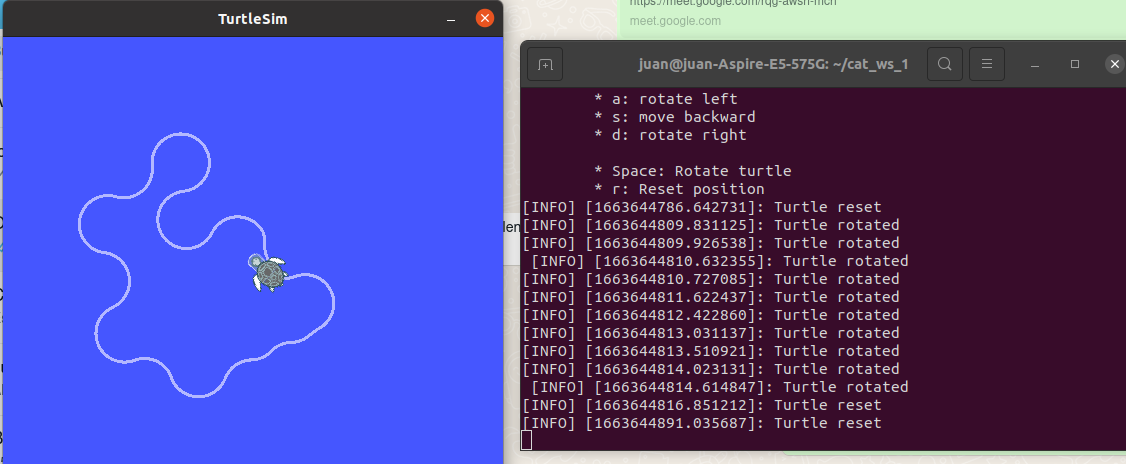 TurtleSim
https://meet.google.com/rqg-awsh-mch
meet.google.com
juan@juan-Aspire-E5-575G: ~/cat_ws_1
* a: rotate left
* s: move backward
* d: rotate right
* Space: Rotate turtle
* r: Reset position
[INFO] [1663644786.642731]: Turtle reset
[INFO] [1663644809.831125]: Turtle rotated
[INFO] [1663644809.926538]: Turtle rotated
[INFO] [1663644810.632355]: Turtle rotated
[INFO] [1663644810.727085]: Turtle rotated
[INFO] [1663644811.622437]: Turtle rotated
[INFO] [1663644812.422860]: Turtle rotated
[INFO] [1663644813.031137]: Turtle rotated
[INFO] [1663644813.510921]: Turtle rotated
[INFO] [1663644814.023131]: Turtle rotated
[INFO] [1663644814.614847]: Turtle rotated
[INFO] [1663644816.851212]: Turtle reset
[INFO] [1663644891.035687]: Turtle reset